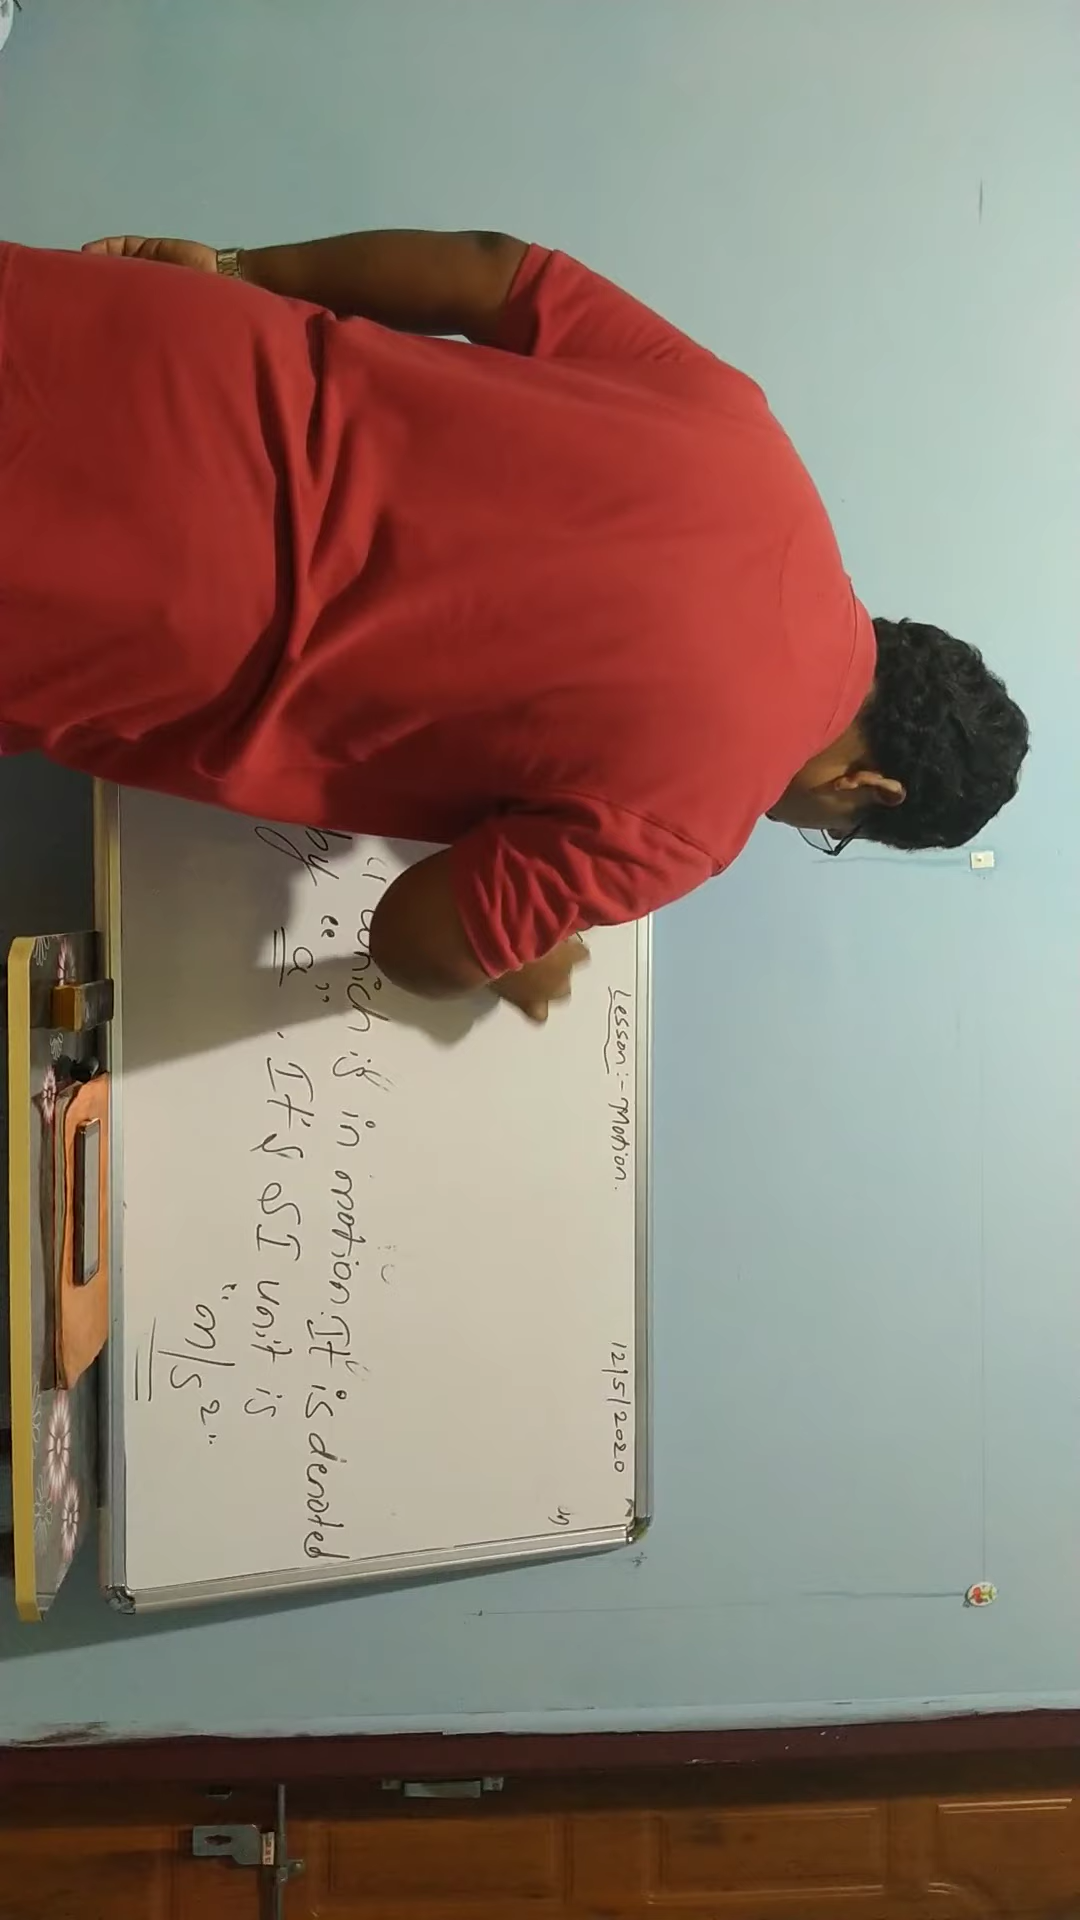 Lesson:- Motion. 12/5/2020
" which is in motion. It is denoted
by "a". It's SI unit is
"m/s²"